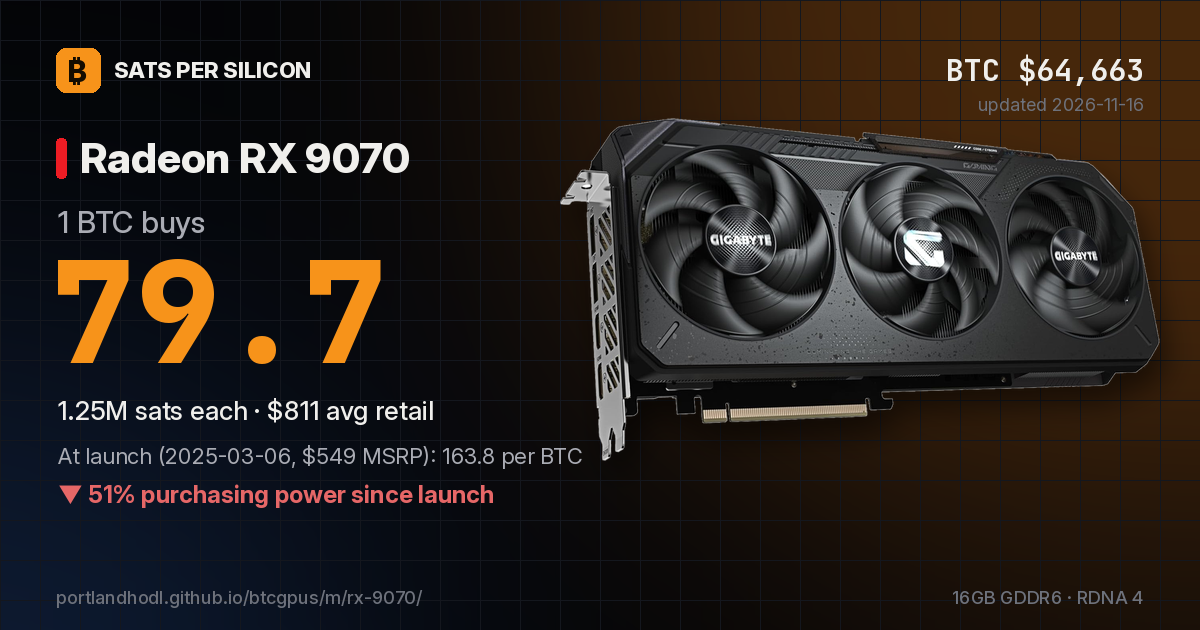 ₿ SATS PER SILICON
BTC $64,663
updated 2026-11-16
Radeon RX 9070
1 BTC buys
79.7
1.25M sats each · $811 avg retail
At launch (2025-03-06, $549 MSRP): 163.8 per BTC
▼ 51% purchasing power since launch
GAMING
GIGABYTE
G
GIGABYTE
portlandhodl.github.io/btcgpus/m/rx-9070/
16GB GDDR6 · RDNA 4